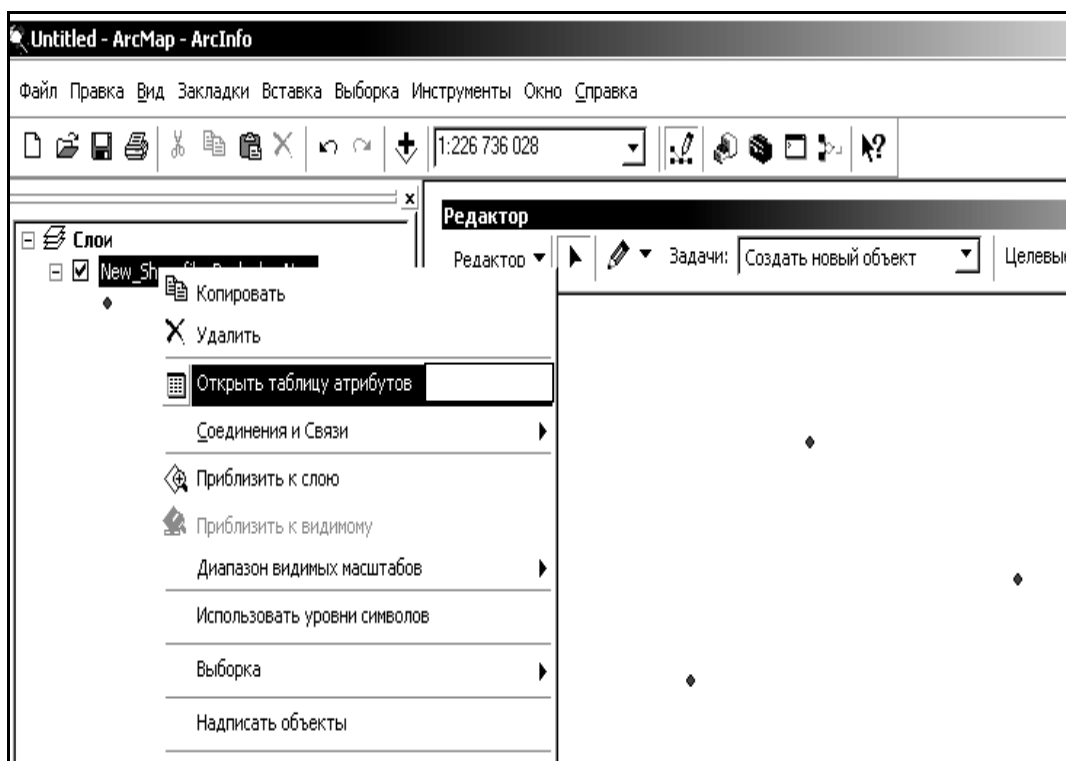 Untitled - ArcMap - ArcInfo
Файл Правка Вид Закладки Вставка Выборка Инструменты Окно Справка
1:226 736 028
Редактор
Слои
Редактор Задачи: Создать новый объект Целевые
Копировать
Удалить
Открыть таблицу атрибутов
Соединения и Связи
Приблизить к слою
Приблизить к видимому
Диапазон видимых масштабов
Использовать уровни символов
Выборка
Надписать объекты